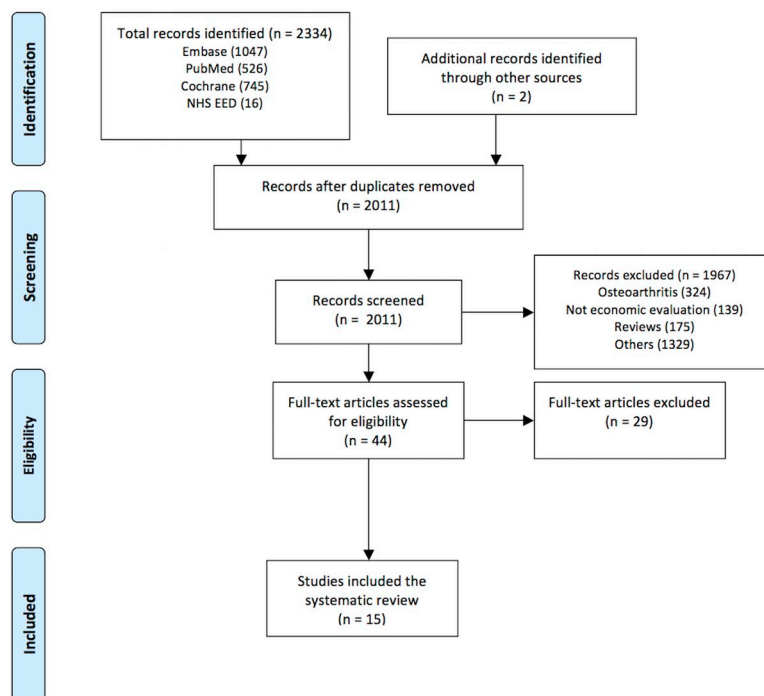 Identification
Total records identified (n = 2334)
Embase (1047)
PubMed (526)
Cochrane (745)
NHS EED (16)
Additional records identified
through other sources
(n = 2)
Records after duplicates removed
(n = 2011)
Screening
Records screened
(n = 2011)
Records excluded (n = 1967)
Osteoarthritis (324)
Not economic evaluation (139)
Reviews (175)
Others (1329)
Eligibility
Full-text articles assessed
for eligibility
(n = 44)
Full-text articles excluded
(n = 29)
Included
Studies included the
systematic review
(n = 15)